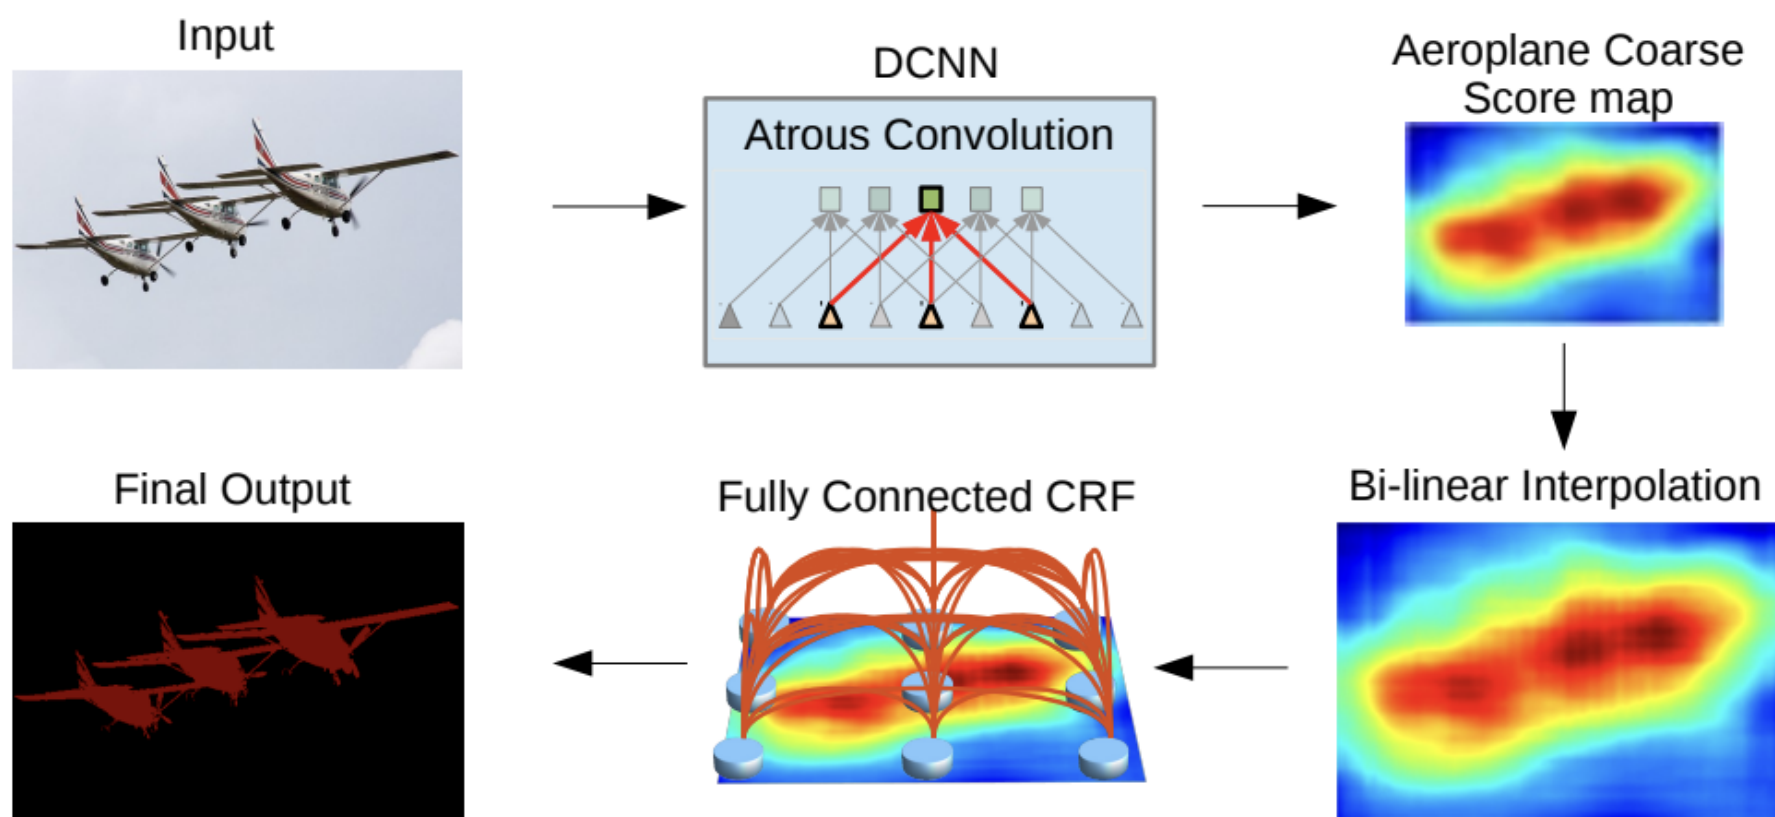 Input
DCNN
Atrous Convolution
Aeroplane Coarse
Score map
Final Output
Fully Connected CRF
Bi-linear Interpolation